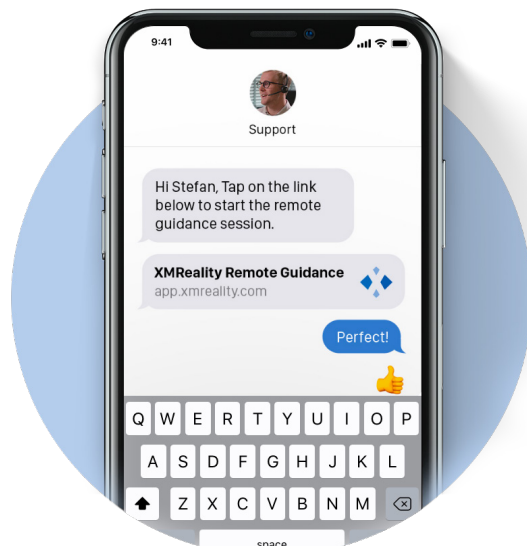 9:41
Support
Hi Stefan, Tap on the link
below to start the remote
guidance session.
XMReality Remote Guidance
app.xmreality.com
Perfect!
Q W E R T Y U I O P
A S D F G H J K L
Z X C V B N M
space